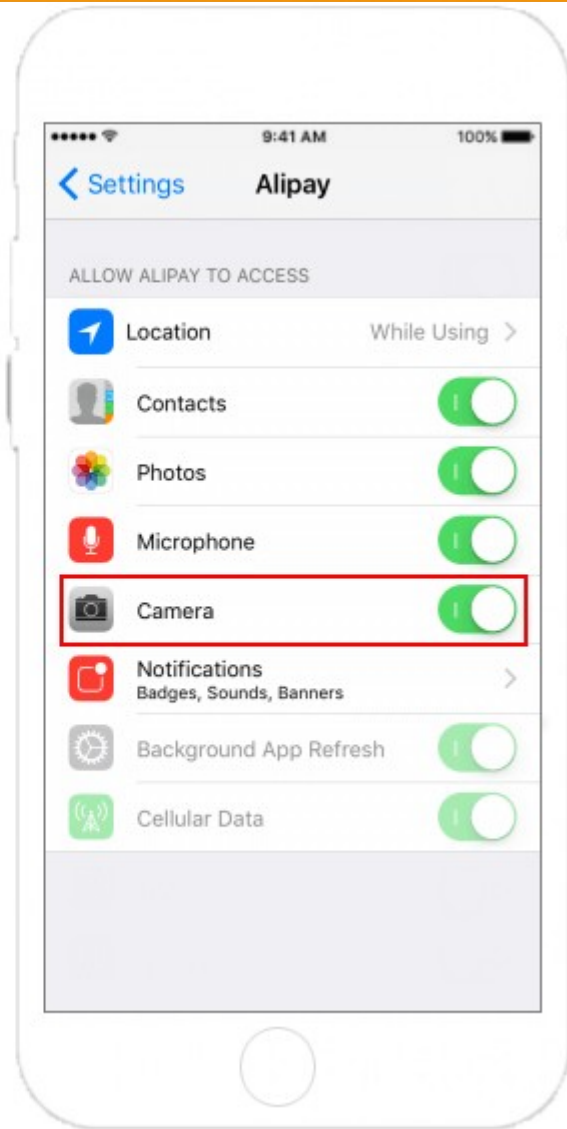 9:41 AM
100%
Settings
Alipay
ALLOW ALIPAY TO ACCESS
Location
While Using
Contacts
Photos
Microphone
Camera
Notifications
Badges, Sounds, Banners
Background App Refresh
Cellular Data